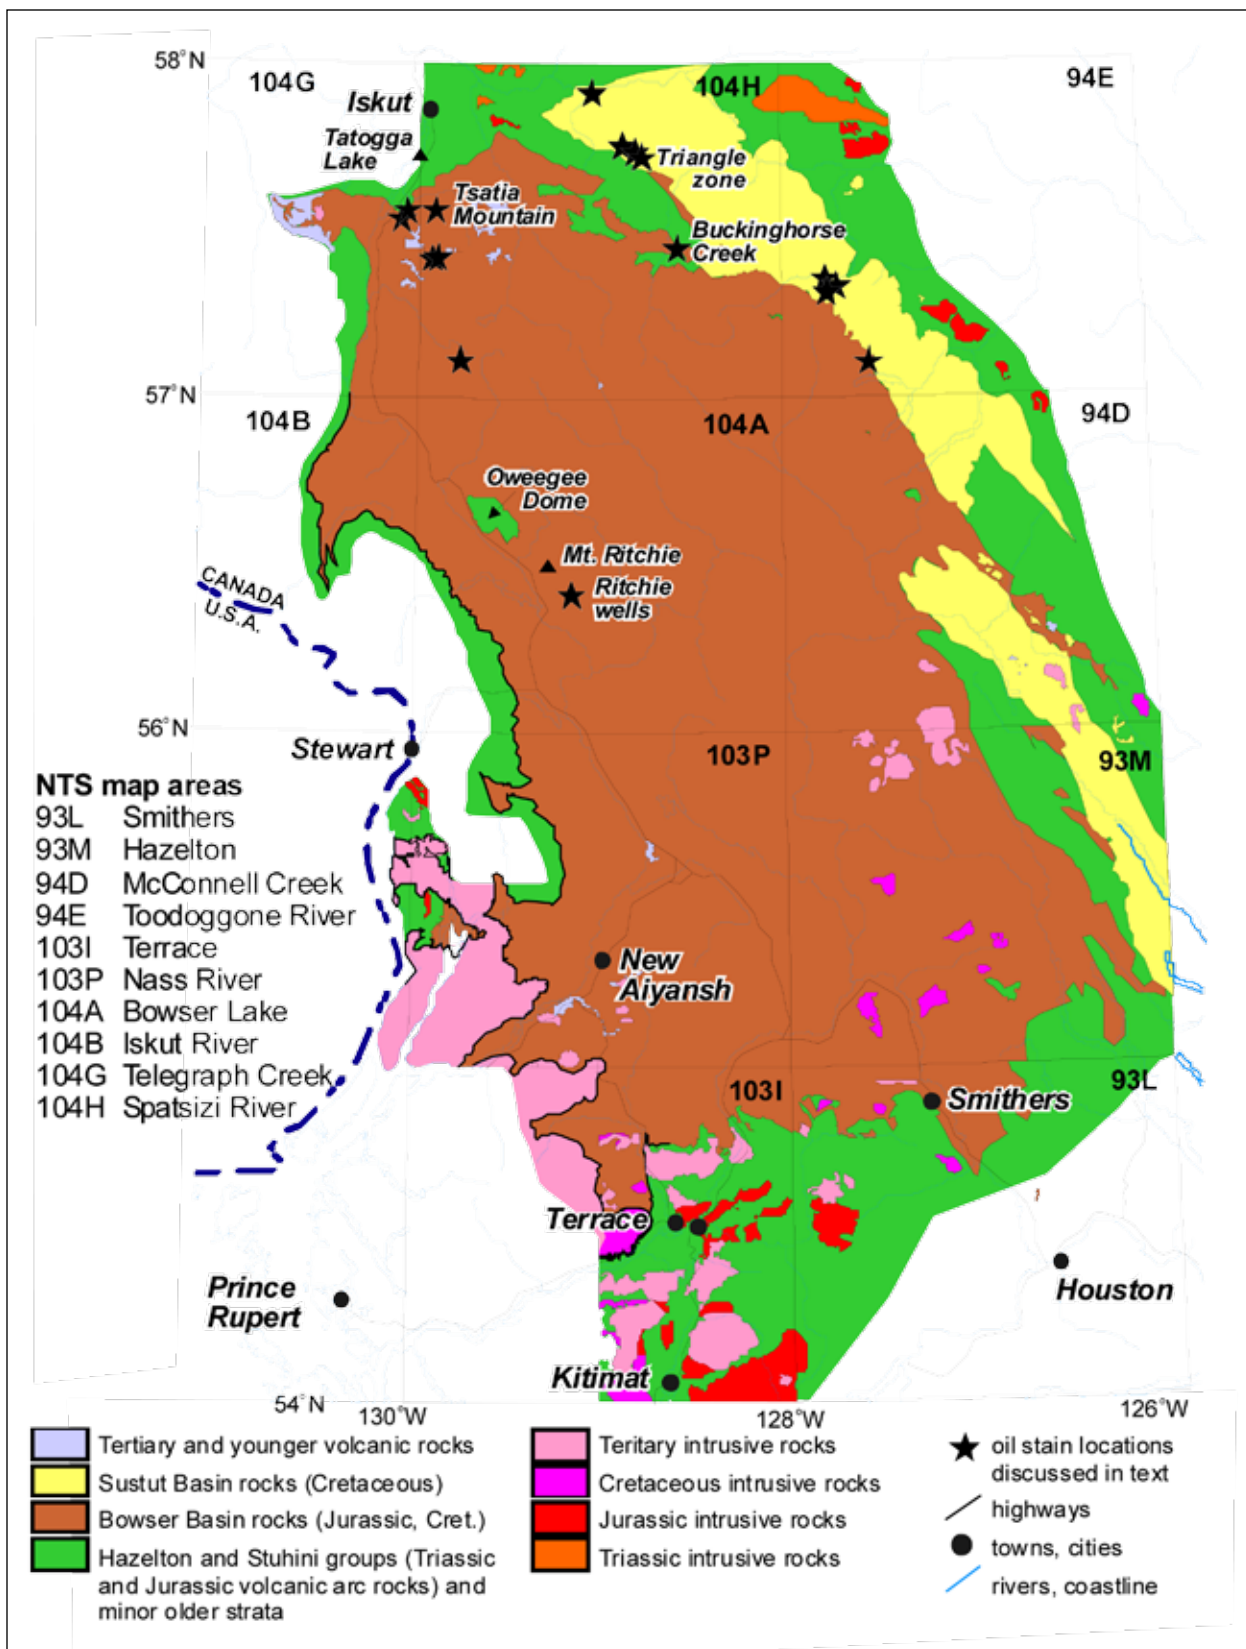 58°N
104G
104H
94E
Iskut
Tatogga
Lake
Triangle
zone
Tsatia
Mountain
Buckinghorse
Creek
57°N
104B
104A
94D
Oweegee
Dome
Mt. Ritchie
Ritchie
wells
CANADA
U.S.A.
56°N
Stewart
103P
93M
NTS map areas
93L Smithers
93M Hazelton
94D McConnell Creek
94E Toodoggone River
103I Terrace
103P Nass River
104A Bowser Lake
104B Iskut River
104G Telegraph Creek
104H Spatsizi River
New
Aiyansh
103I
93L
Smithers
Terrace
Prince
Rupert
Houston
Kitimat
54°N
130°W
128°W
126°W
Tertiary and younger volcanic rocks
Sustut Basin rocks (Cretaceous)
Bowser Basin rocks (Jurassic, Cret.)
Hazelton and Stuhini groups (Triassic
and Jurassic volcanic arc rocks) and
minor older strata
Teritary intrusive rocks
Cretaceous intrusive rocks
Jurassic intrusive rocks
Triassic intrusive rocks
oil stain locations
discussed in text
highways
towns, cities
rivers, coastline